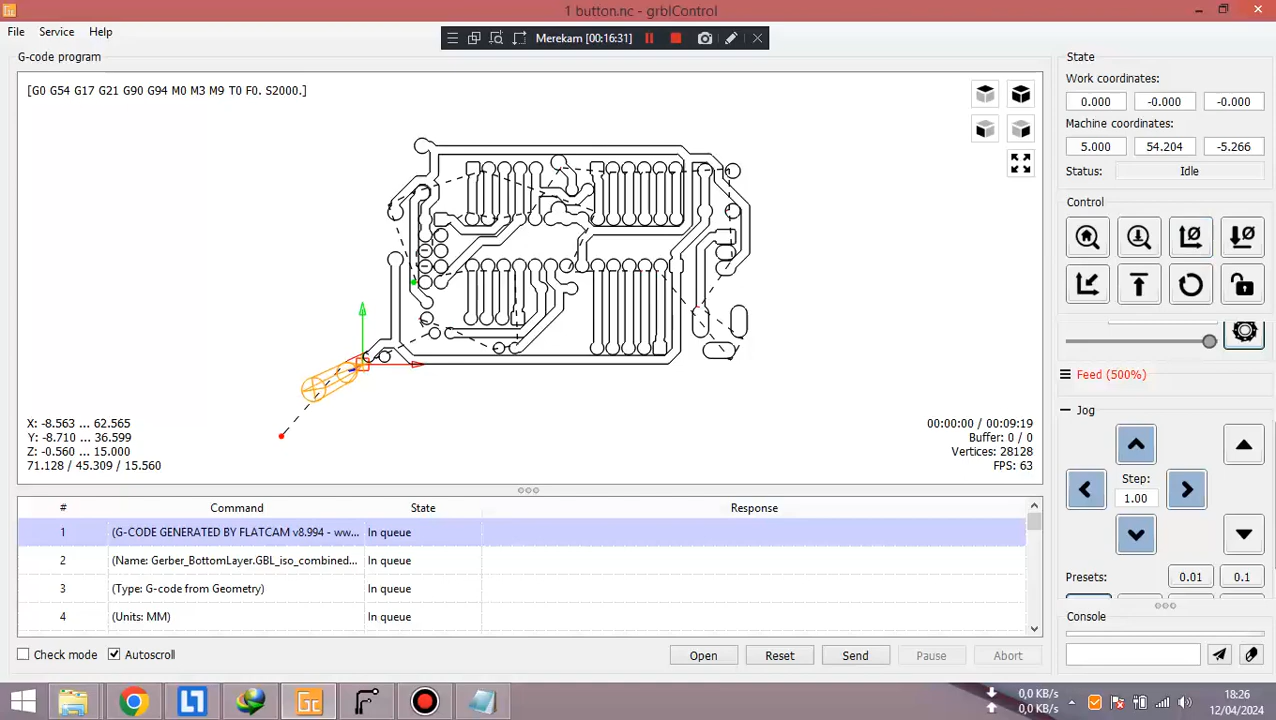 1 button.nc - grblControl
File Service Help
Merekam [00:16:31]
G-code program
[G0 G54 G17 G21 G90 G94 M0 M3 M9 T0 F0. S2000.]
X: -8.563 ... 62.565
Y: -8.710 ... 36.599
Z: -0.560 ... 15.000
71.128 / 45.309 / 15.560
00:00:00 / 00:09:19
Buffer: 0 / 0
Vertices: 28128
FPS: 63
# Command State Response
1 (G-CODE GENERATED BY FLATCAM v8.994 - ww... In queue
2 (Name: Gerber_BottomLayer.GBL_iso_combined... In queue
3 (Type: G-code from Geometry) In queue
4 (Units: MM) In queue
Check mode Autoscroll Open Reset Send Pause Abort
State
Work coordinates:
0.000 -0.000 -0.000
Machine coordinates:
5.000 54.204 -5.266
Status: Idle
Control
Feed (500%)
Jog
Step:
1.00
Presets: 0.01 0.1
Console
Gc
0,0 KB/s
0,0 KB/s
18:26
12/04/2024